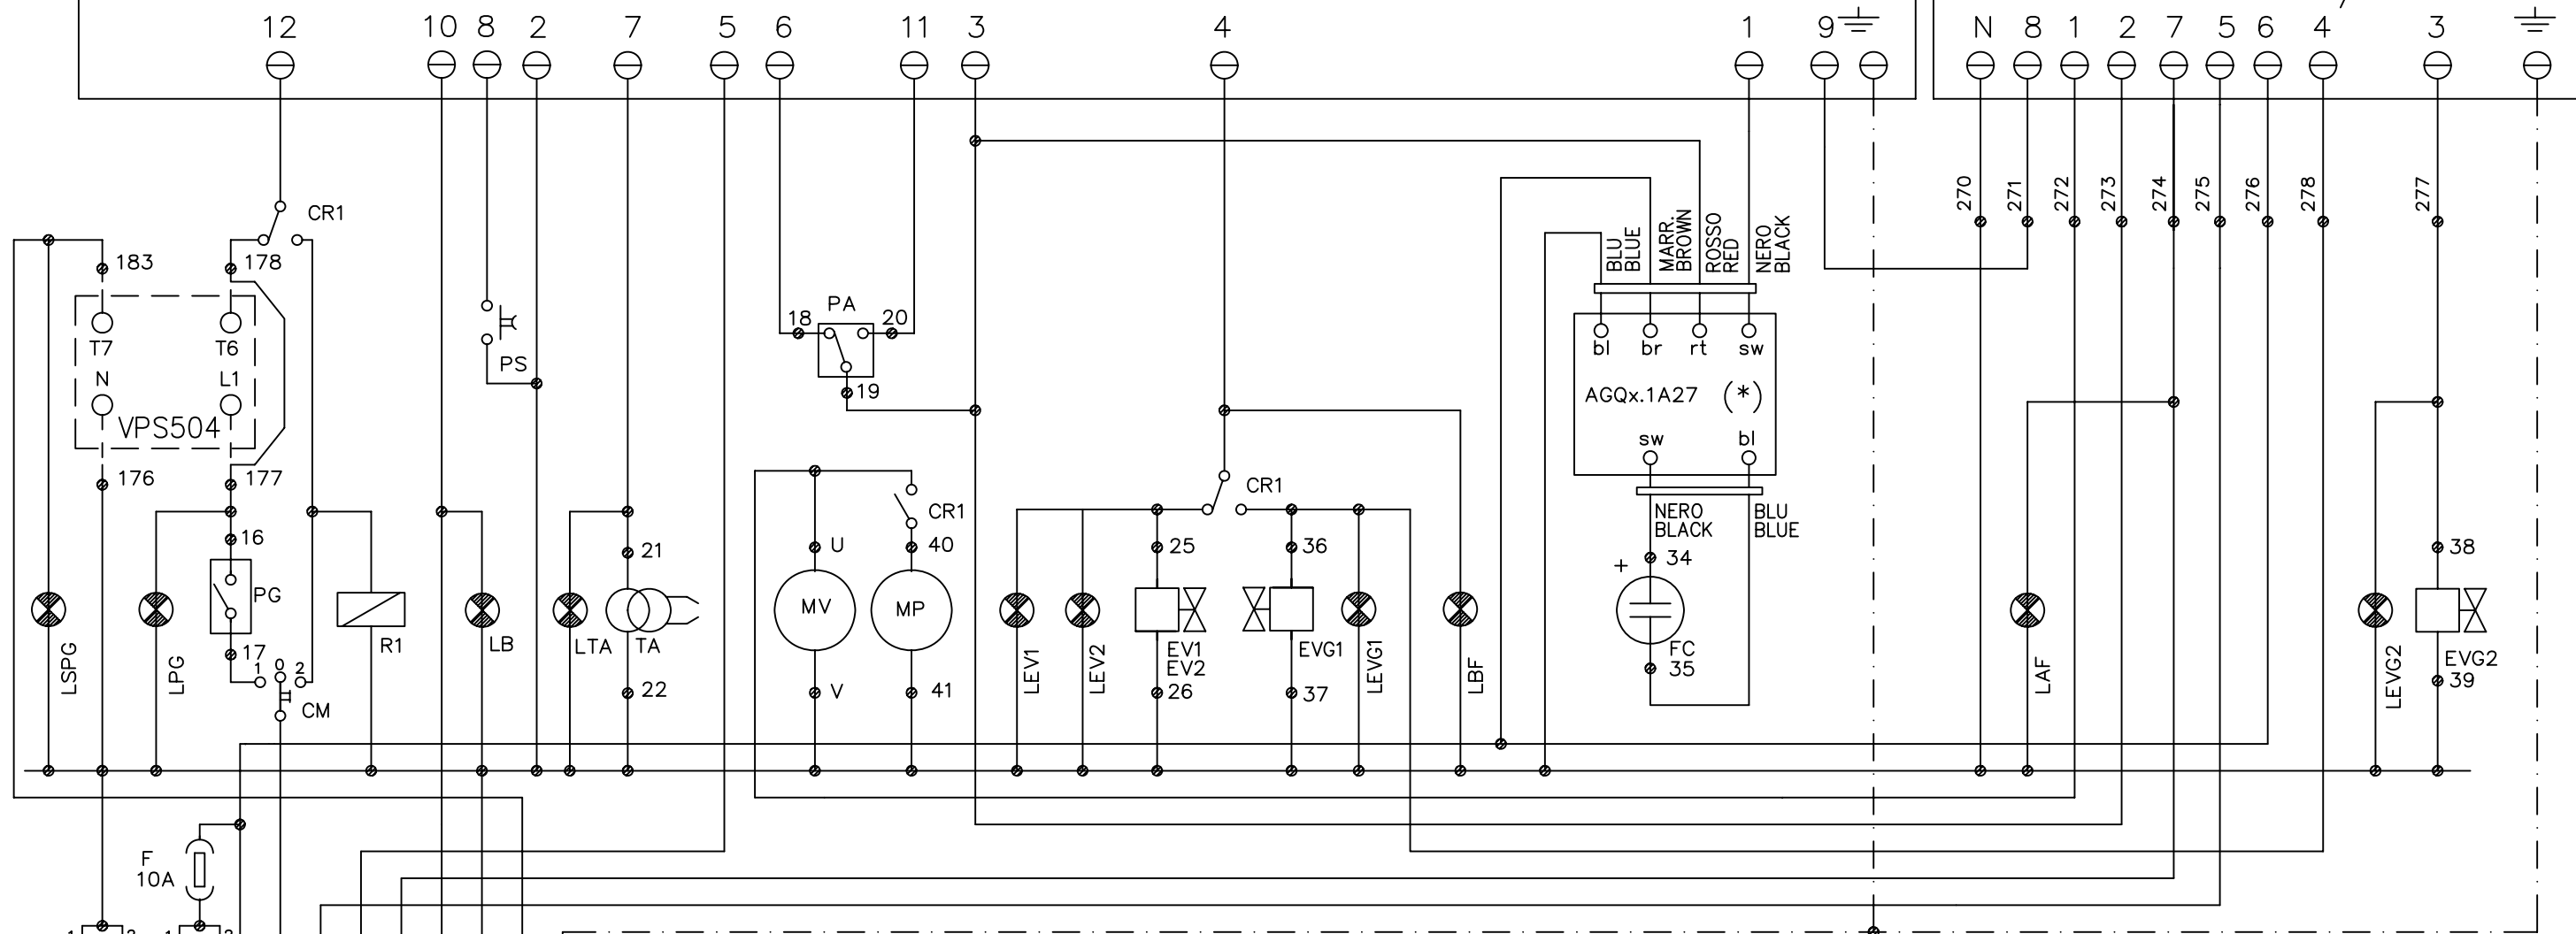 12 10 8 2 7 5 6 11 3 4 1 9 N 8 1 2 7 5 6 4 3
270 271 272 273 274 275 276 278 277
CR1
183 178
BLU
BLUE
MARR.
BROWN
ROSSO
RED
NERO
BLACK
PA
18 20
19
T7 T6
N L1
VPS504
PS
bl br rt sw
AGQx.1A27 (*)
sw bl
176 177
CR1
CR1
NERO
BLACK
BLU
BLUE
16
21
U 40
25 36
34
38
+
PG
MV MP
R1
LB
LTA TA
EV1
EV2
EVG1
FC
35
EVG2
39
17
1 0 2
LSPG
LPG
LEV1
LEV2
LEVG1
LBF
LAF
LEVG2
22
V 41
26 37
CM
F
10A